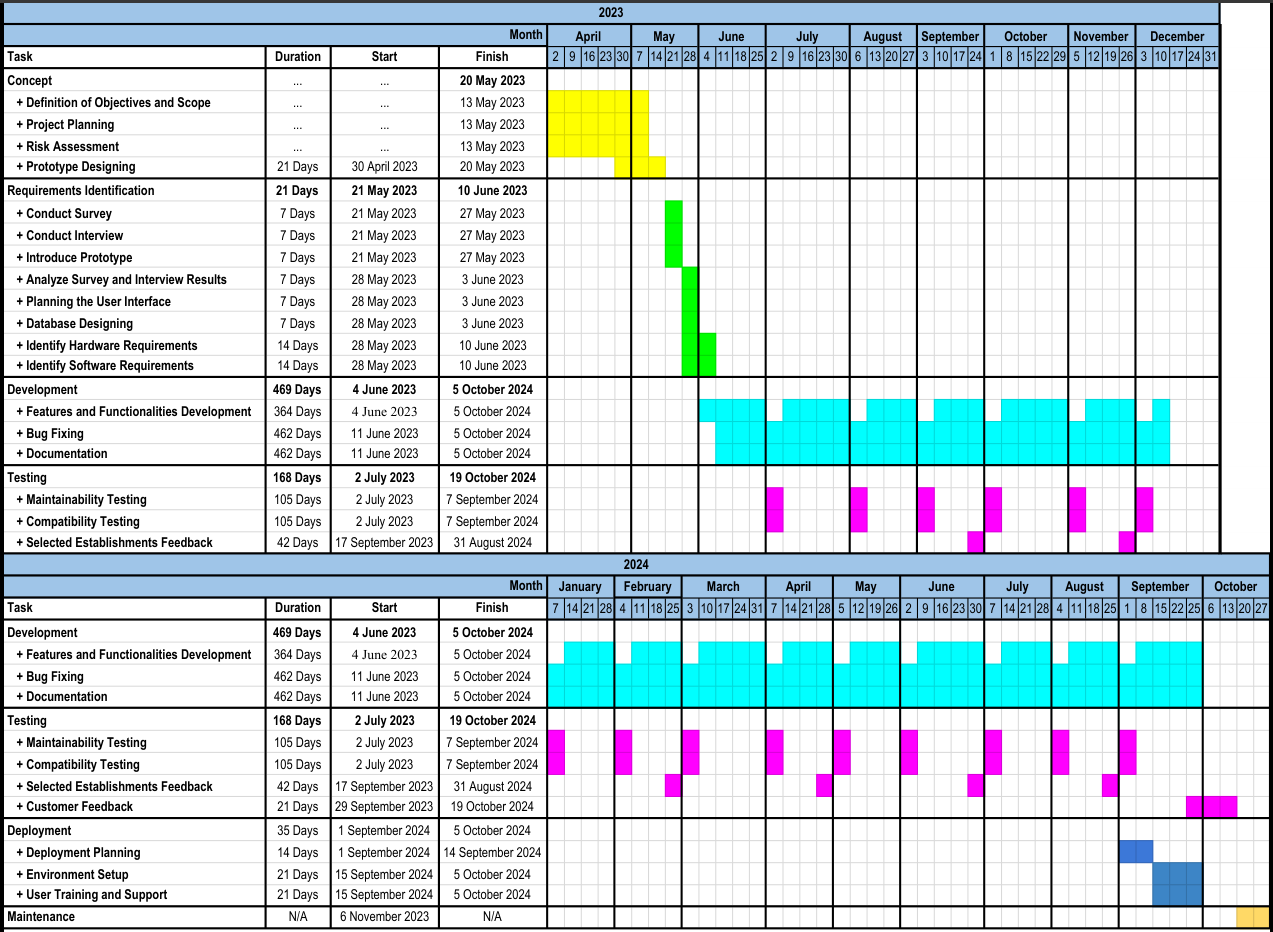 2023
Month April May June July August September October November December
Task Duration Start Finish 2 9 16 23 30 7 14 21 28 4 11 18 25 2 9 16 23 30 6 13 20 27 3 10 17 24 1 8 15 22 29 5 12 19 26 3 10 17 24 31
Concept ... ... 20 May 2023
+ Definition of Objectives and Scope ... ... 13 May 2023
+ Project Planning ... ... 13 May 2023
+ Risk Assessment ... ... 13 May 2023
+ Prototype Designing 21 Days 30 April 2023 20 May 2023
Requirements Identification 21 Days 21 May 2023 10 June 2023
+ Conduct Survey 7 Days 21 May 2023 27 May 2023
+ Conduct Interview 7 Days 21 May 2023 27 May 2023
+ Introduce Prototype 7 Days 21 May 2023 27 May 2023
+ Analyze Survey and Interview Results 7 Days 28 May 2023 3 June 2023
+ Planning the User Interface 7 Days 28 May 2023 3 June 2023
+ Database Designing 7 Days 28 May 2023 3 June 2023
+ Identify Hardware Requirements 14 Days 28 May 2023 10 June 2023
+ Identify Software Requirements 14 Days 28 May 2023 10 June 2023
Development 469 Days 4 June 2023 5 October 2024
+ Features and Functionalities Development 364 Days 4 June 2023 5 October 2024
+ Bug Fixing 462 Days 11 June 2023 5 October 2024
+ Documentation 462 Days 11 June 2023 5 October 2024
Testing 168 Days 2 July 2023 19 October 2024
+ Maintainability Testing 105 Days 2 July 2023 7 September 2024
+ Compatibility Testing 105 Days 2 July 2023 7 September 2024
+ Selected Establishments Feedback 42 Days 17 September 2023 31 August 2024
2024
Month January February March April May June July August September October
Task Duration Start Finish 7 14 21 28 4 11 18 25 3 10 17 24 31 7 14 21 28 5 12 19 26 2 9 16 23 30 7 14 21 28 4 11 18 25 1 8 15 22 25 6 13 20 27
Development 469 Days 4 June 2023 5 October 2024
+ Features and Functionalities Development 364 Days 4 June 2023 5 October 2024
+ Bug Fixing 462 Days 11 June 2023 5 October 2024
+ Documentation 462 Days 11 June 2023 5 October 2024
Testing 168 Days 2 July 2023 19 October 2024
+ Maintainability Testing 105 Days 2 July 2023 7 September 2024
+ Compatibility Testing 105 Days 2 July 2023 7 September 2024
+ Selected Establishments Feedback 42 Days 17 September 2023 31 August 2024
+ Customer Feedback 21 Days 29 September 2023 19 October 2024
Deployment 35 Days 1 September 2024 5 October 2024
+ Deployment Planning 14 Days 1 September 2024 14 September 2024
+ Environment Setup 21 Days 15 September 2024 5 October 2024
+ User Training and Support 21 Days 15 September 2024 5 October 2024
Maintenance N/A 6 November 2023 N/A